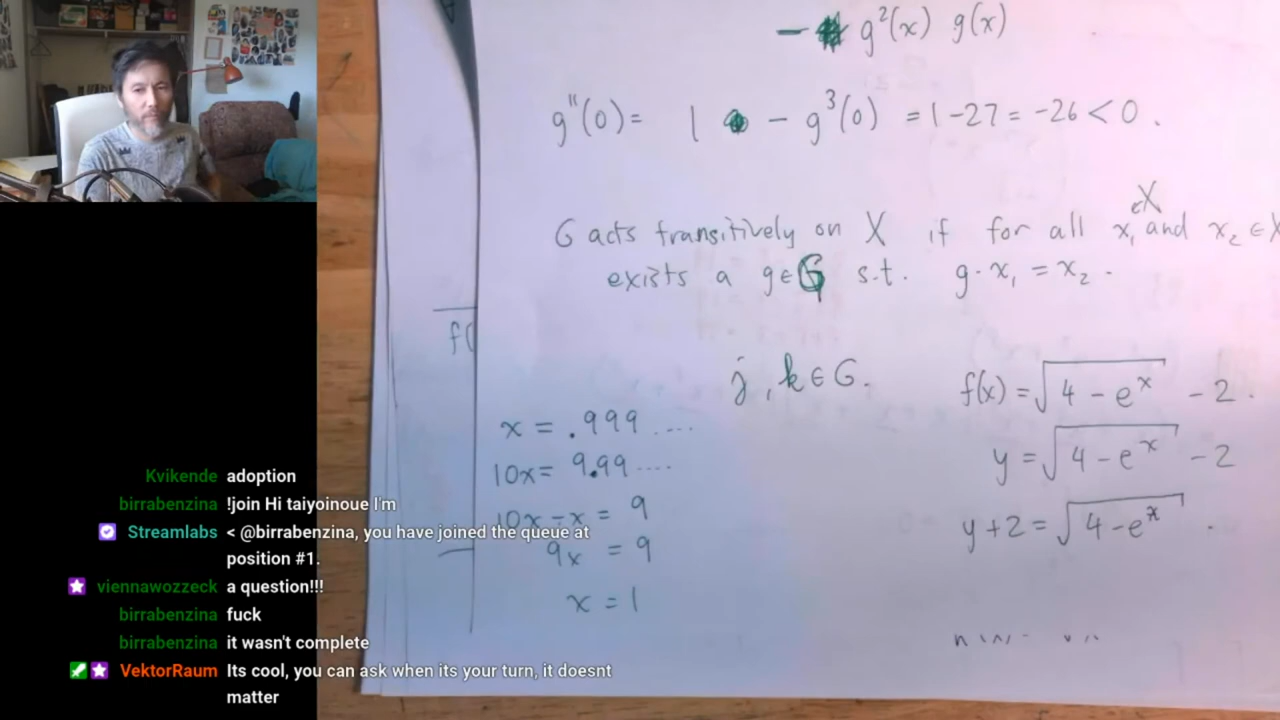 - g²(x) g(x)
g''(0) = 1 - g³(0) = 1 - 27 = -26 < 0 .
G acts transitively on X if for all x₁ ∈X and x₂ ∈ X
exists a g ∈ G s.t. g · x₁ = x₂ .
f(
j , k ∈ G .
f(x) = √(4 - eˣ) - 2 .
y = √(4 - eˣ) - 2
y + 2 = √(4 - eˣ) .
x = .999 ....
10x = 9.99 ....
10x - x = 9
9x = 9
x = 1
Kvikende adoption
birrabenzina !join Hi taiyoinoue I'm
Streamlabs < @birrabenzina, you have joined the queue at
position #1.
viennawozzeck a question!!!
birrabenzina fuck
birrabenzina it wasn't complete
VektorRaum Its cool, you can ask when its your turn, it doesnt
matter